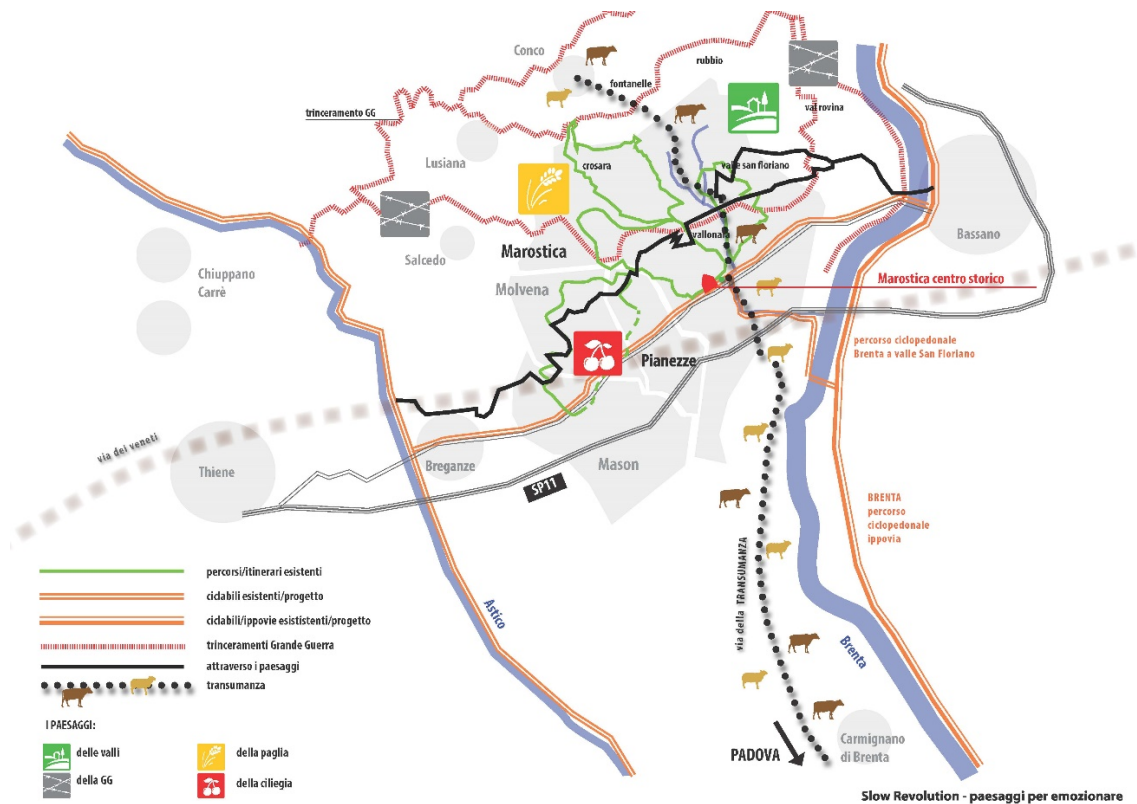 Conco
rubbio
fontanelle
trinceramento GG
val rovina
Lusiana
crosara
valle san floriano
Marostica
vallonara
Salcedo
Bassano
Chiuppano
Carrè
Molvena
Marostica centro storico
percorso ciclopedonale
Brenta a valle San Floriano
Pianezze
via dei veneti
Thiene
Breganze
Mason
SP11
BRENTA
percorso
ciclopedonale
ippovia
via della TRANSUMANZA
Astico
Brenta
percorsi/itinerari esistenti
ciclabili esistenti/progetto
ciclabili/ippovie esististenti/progetto
trinceramenti Grande Guerra
attraverso i paesaggi
transumanza
I PAESAGGI:
delle valli
della paglia
della GG
della ciliegia
PADOVA
Carmignano
di Brenta
Slow Revolution - paesaggi per emozionare